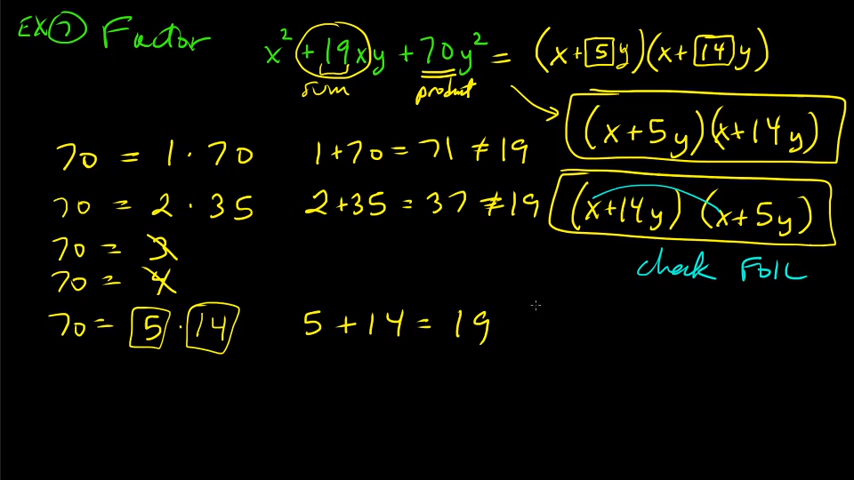 EX 7 Factor x² + 19xy + 70y² = (x + 5y)(x + 14y)
sum product
(x + 5y)(x + 14y)
70 = 1 · 70 1 + 70 = 71 ≠ 19
70 = 2 · 35 2 + 35 = 37 ≠ 19 (x + 14y) (x + 5y)
70 = 3
70 = 4
check FOIL
70 = 5 · 14 5 + 14 = 19